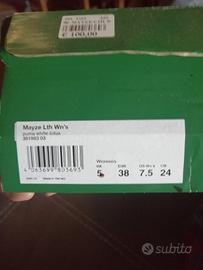 € 100,00
Mayze Lth Wn's
puma white-lotus
381983 03
Women's
UK EUR US Wn's CM
5 38 7.5 24
4 063699 803693
subito